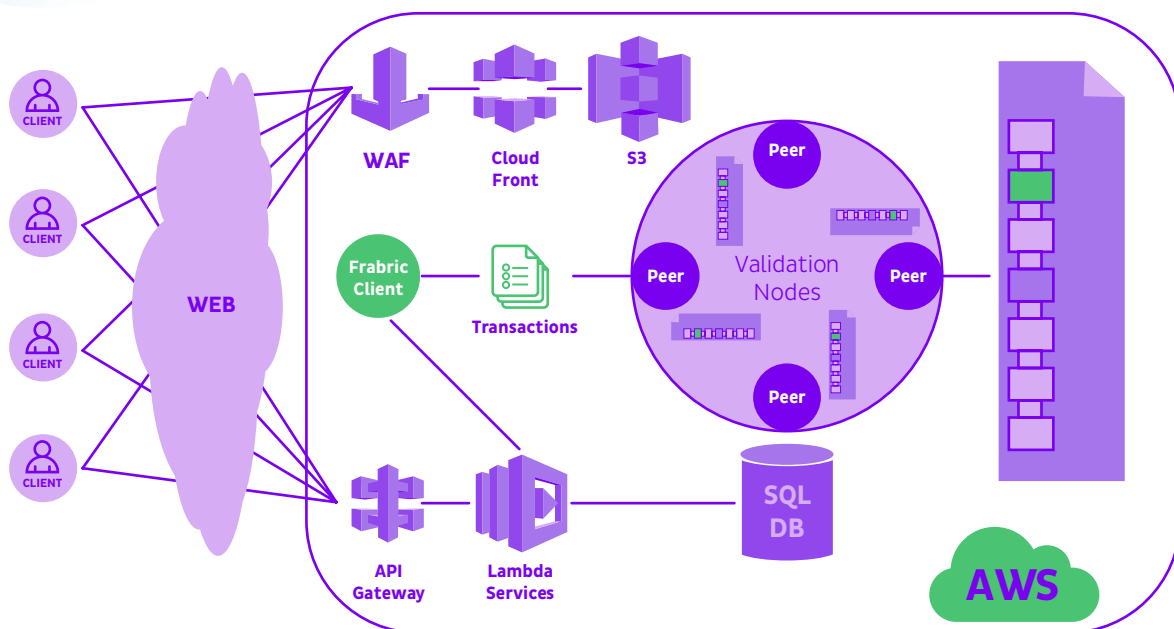 CLIENT
CLIENT
CLIENT
CLIENT
WEB
WAF
Cloud
Front
S3
Frabric
Client
Transactions
Peer
Peer
Validation
Nodes
Peer
Peer
API
Gateway
Lambda
Services
SQL
DB
AWS